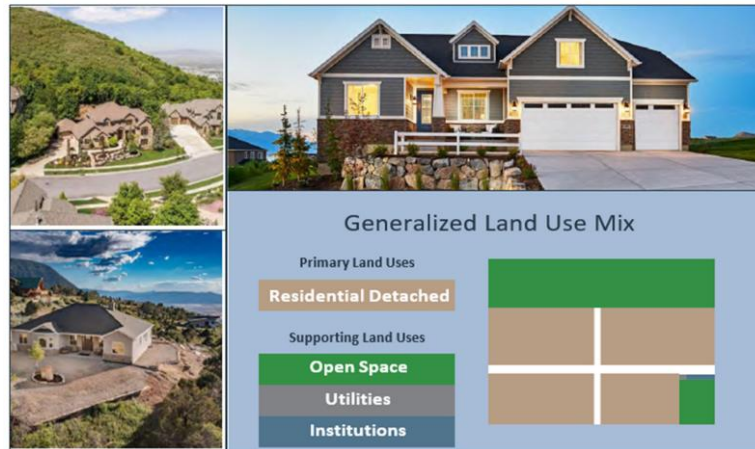 Generalized Land Use Mix
Primary Land Uses
Residential Detached
Supporting Land Uses
Open Space
Utilities
Institutions